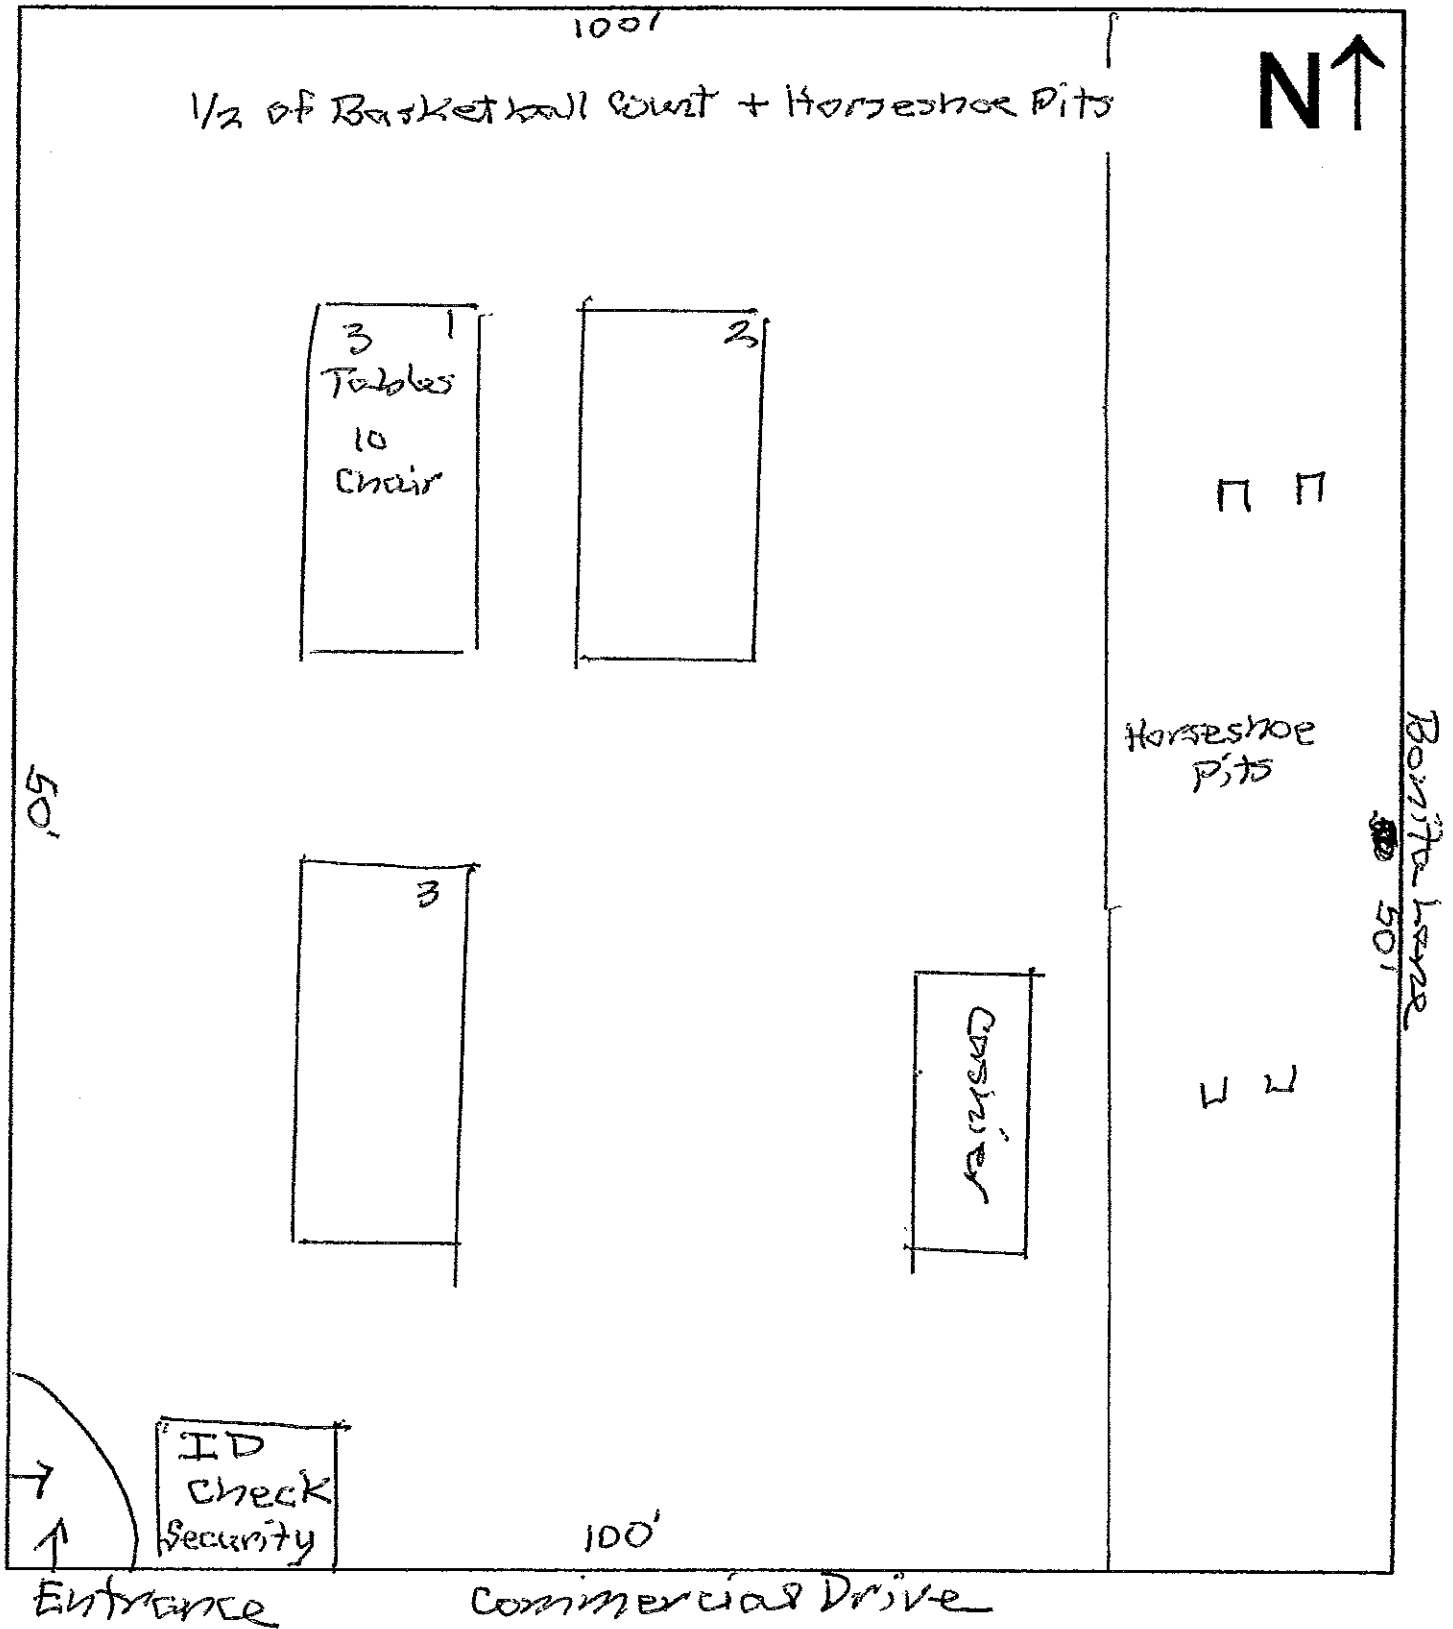 100'
1/2 of Basketball Court + Horseshoe Pits
N
3 1
Tables
10
Chair
2
Horseshoe
Pits
50'
Bonita Lane
50'
3
Cashier
ID
Check
Security
100'
Entrance Commercial Drive